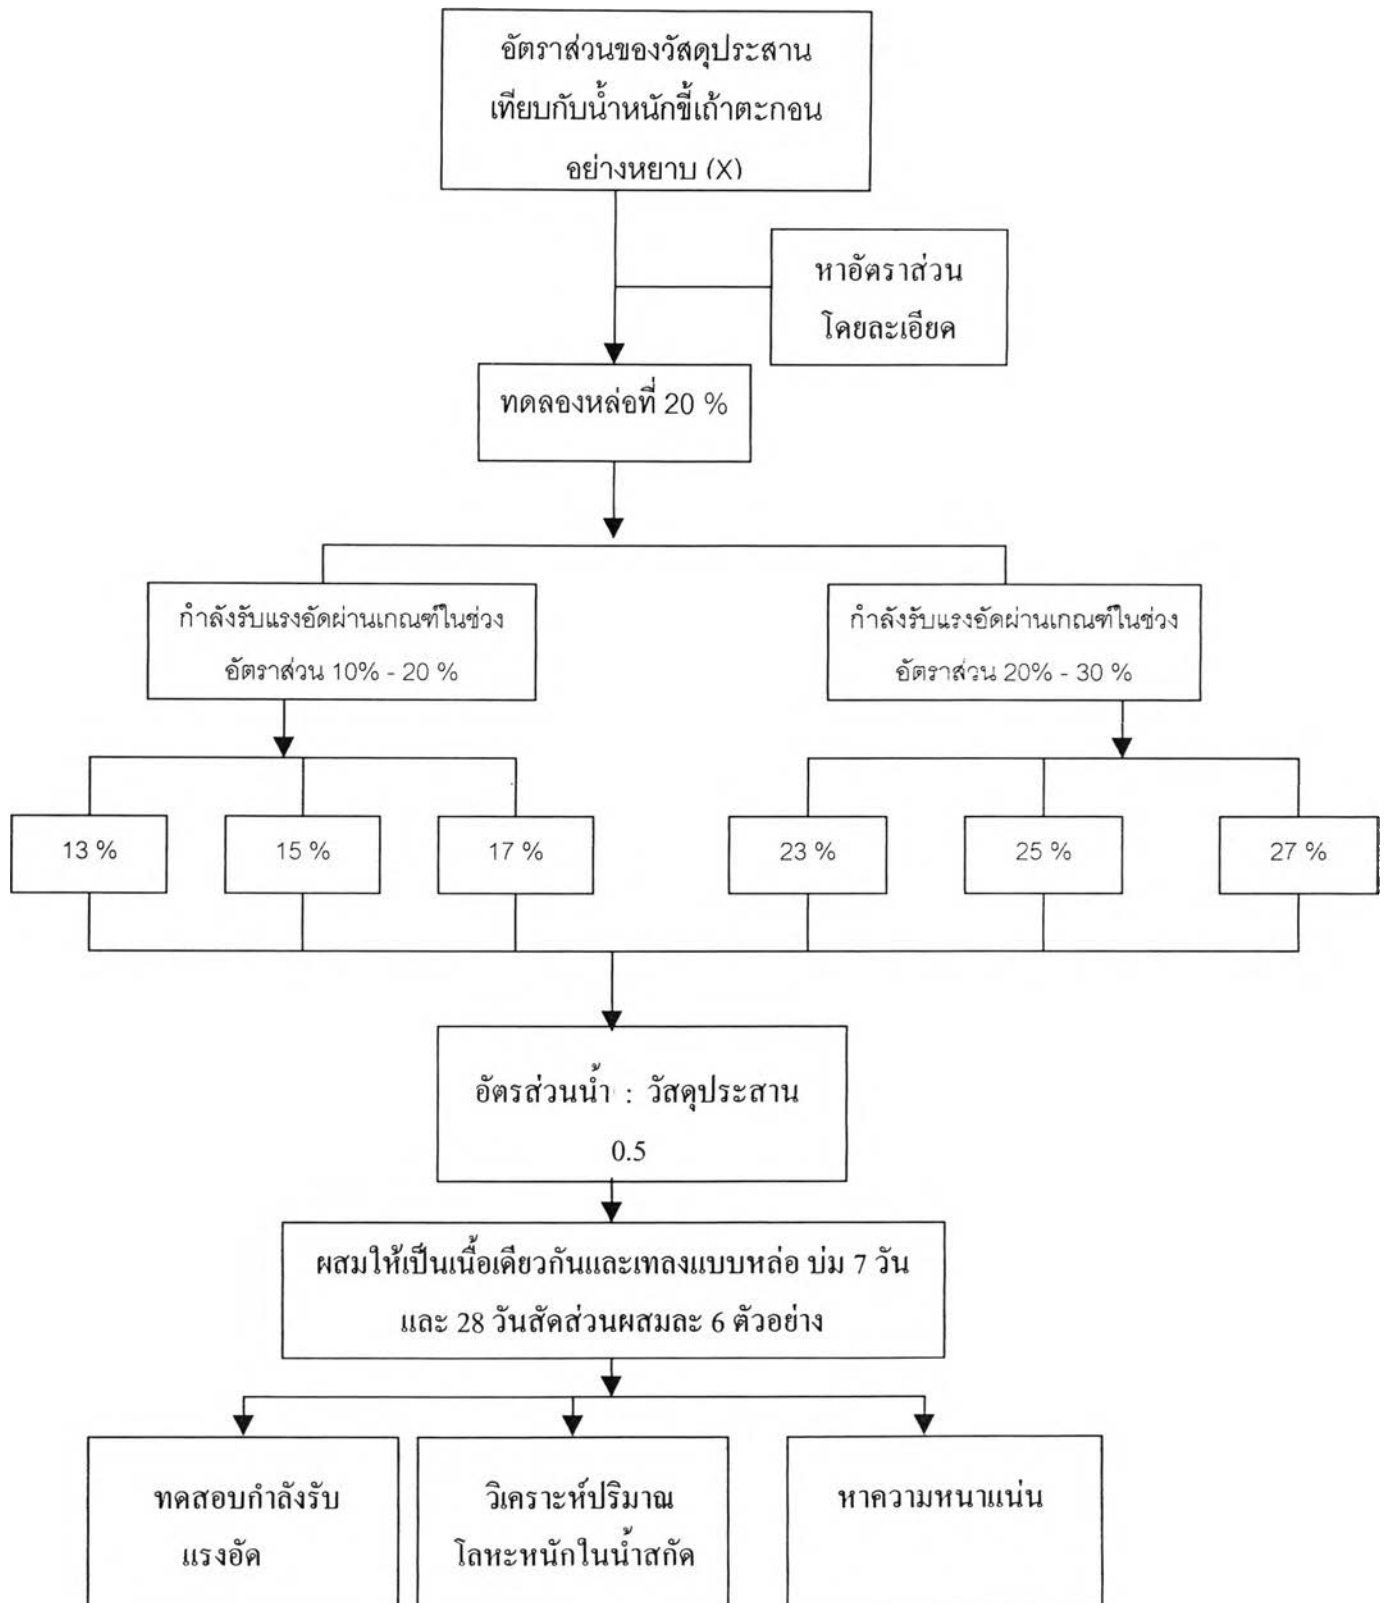 อัตราส่วนของวัสดุประสาน
เทียบกับน้ำหนักขี้เถ้าตะกอน
อย่างหยาบ (X)
หาอัตราส่วน
โดยละเอียด
ทดลองหล่อที่ 20 %
กำลังรับแรงอัดผ่านเกณฑ์ในช่วง
อัตราส่วน 10% - 20 %
กำลังรับแรงอัดผ่านเกณฑ์ในช่วง
อัตราส่วน 20% - 30 %
13 %
15 %
17 %
23 %
25 %
27 %
อัตรส่วนน้ำ : วัสดุประสาน
0.5
ผสมให้เป็นเนื้อเดียวกันและเทลงแบบหล่อ บ่ม 7 วัน
และ 28 วันสัดส่วนผสมละ 6 ตัวอย่าง
ทดสอบกำลังรับ
แรงอัด
วิเคราะห์ปริมาณ
โลหะหนักในน้ำสกัด
หาความหนาแน่น